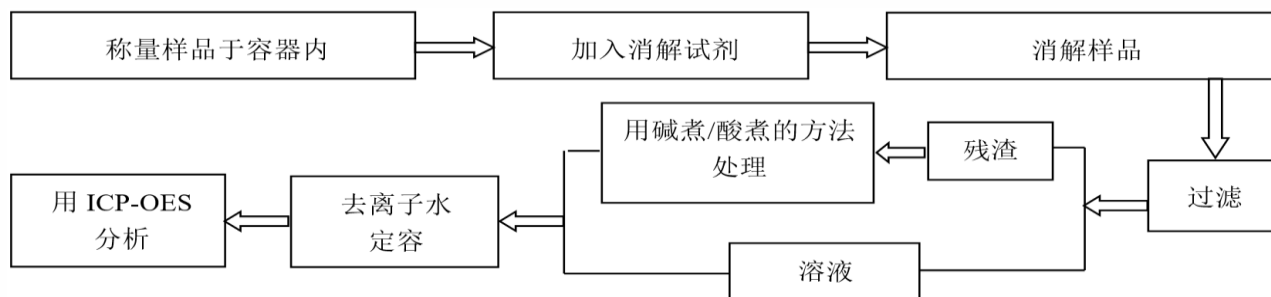 称量样品于容器内
加入消解试剂
消解样品
用碱煮/酸煮的方法
处理
残渣
过滤
用 ICP-OES
分析
去离子水
定容
溶液